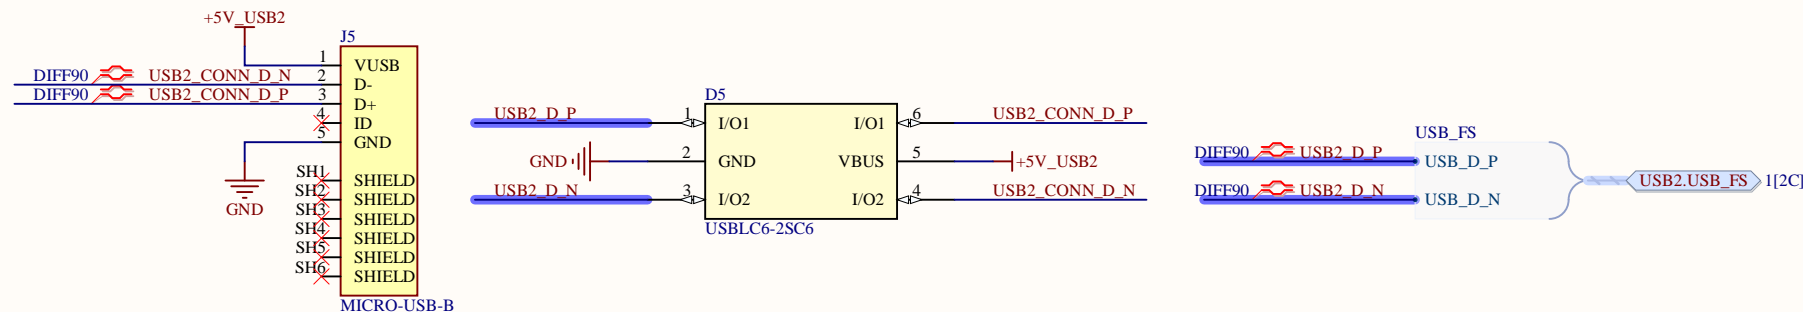 +5V_USB2
J5
1 VUSB
DIFF90 USB2_CONN_D_N 2 D-
DIFF90 USB2_CONN_D_P 3 D+
4 ID
5 GND
GND
SH1 SHIELD
SH2 SHIELD
SH3 SHIELD
SH4 SHIELD
SH5 SHIELD
SH6 SHIELD
MICRO-USB-B
D5
USB2_D_P 1 I/O1 I/O1 6 USB2_CONN_D_P
GND 2 GND VBUS 5 +5V_USB2
USB2_D_N 3 I/O2 I/O2 4 USB2_CONN_D_N
USBLC6-2SC6
USB_FS
DIFF90 USB2_D_P USB_D_P
DIFF90 USB2_D_N USB_D_N
USB2.USB_FS 1[2C]